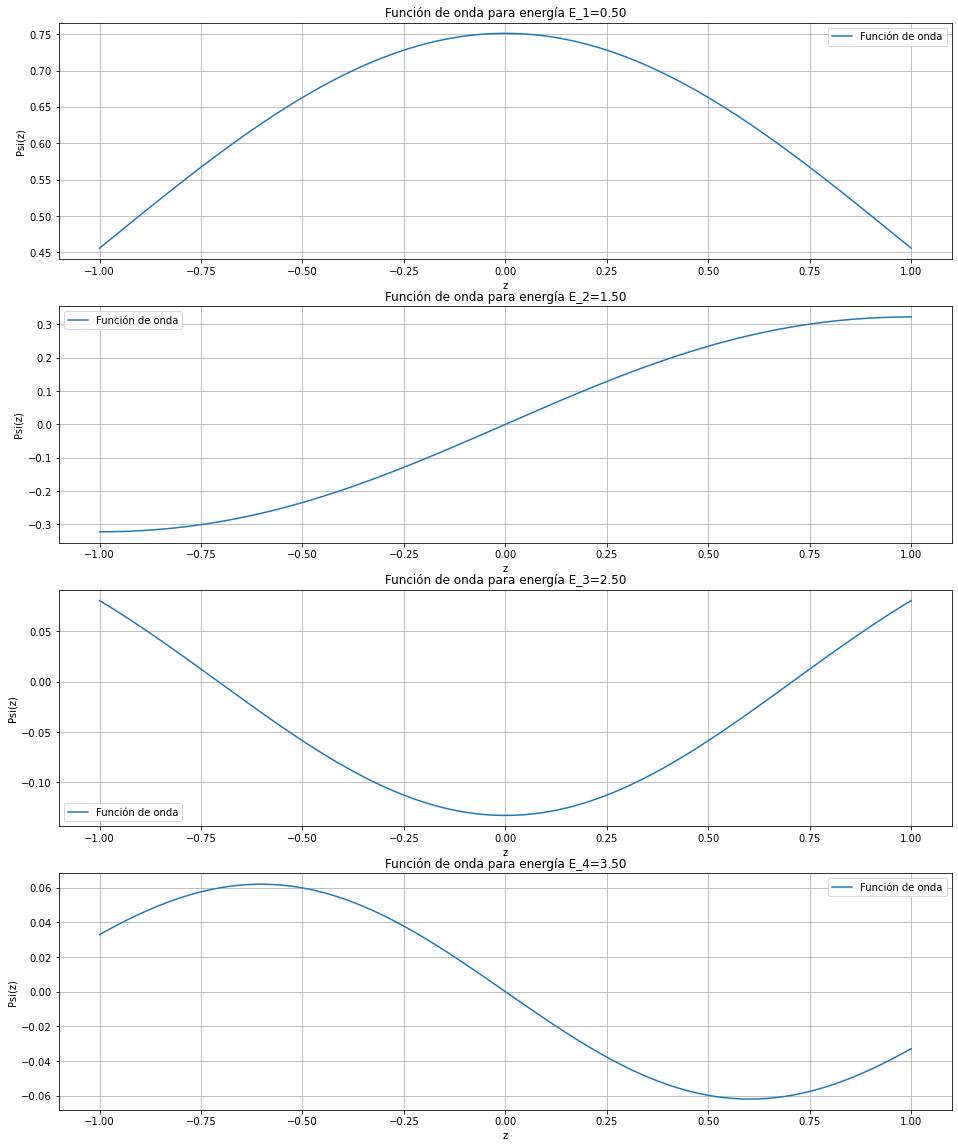 Función de onda para energía E_1=0.50
Función de onda
Psi(z)
0.75
0.70
0.65
0.60
0.55
0.50
0.45
−1.00 −0.75 −0.50 −0.25 0.00 0.25 0.50 0.75 1.00
z
Función de onda para energía E_2=1.50
Función de onda
Psi(z)
0.3
0.2
0.1
0.0
−0.1
−0.2
−0.3
−1.00 −0.75 −0.50 −0.25 0.00 0.25 0.50 0.75 1.00
z
Función de onda para energía E_3=2.50
Psi(z)
0.05
0.00
−0.05
−0.10
Función de onda
−1.00 −0.75 −0.50 −0.25 0.00 0.25 0.50 0.75 1.00
z
Función de onda para energía E_4=3.50
Función de onda
Psi(z)
0.06
0.04
0.02
0.00
−0.02
−0.04
−0.06
−1.00 −0.75 −0.50 −0.25 0.00 0.25 0.50 0.75 1.00
z